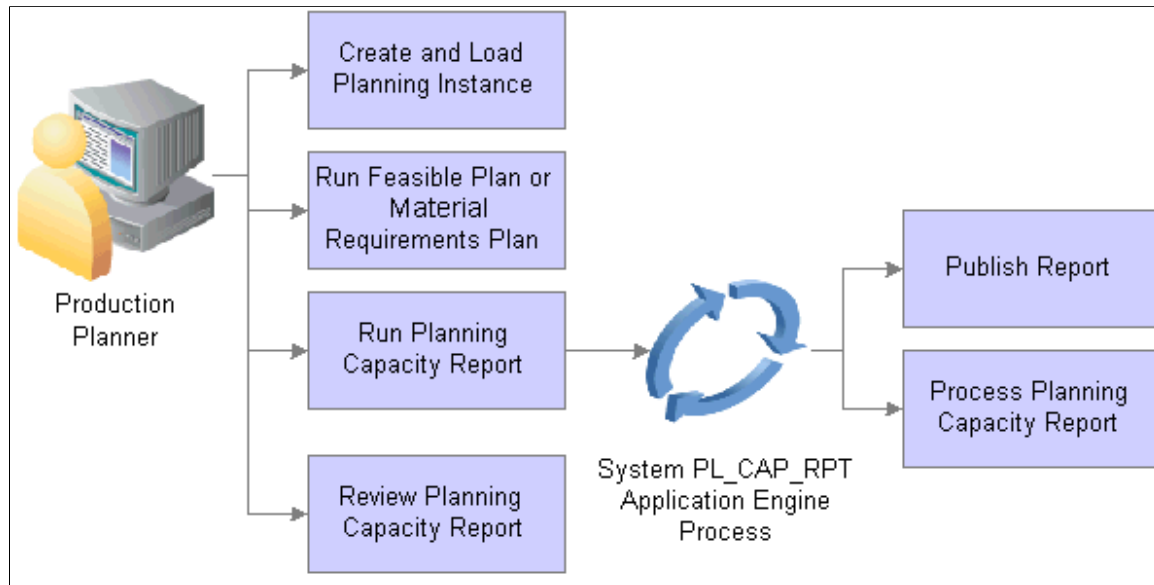 Create and Load
Planning Instance
Run Feasible Plan or
Material
Requirements Plan
Production
Planner
Run Planning
Capacity Report
Review Planning
Capacity Report
System PL_CAP_RPT
Application Engine
Process
Publish Report
Process Planning
Capacity Report